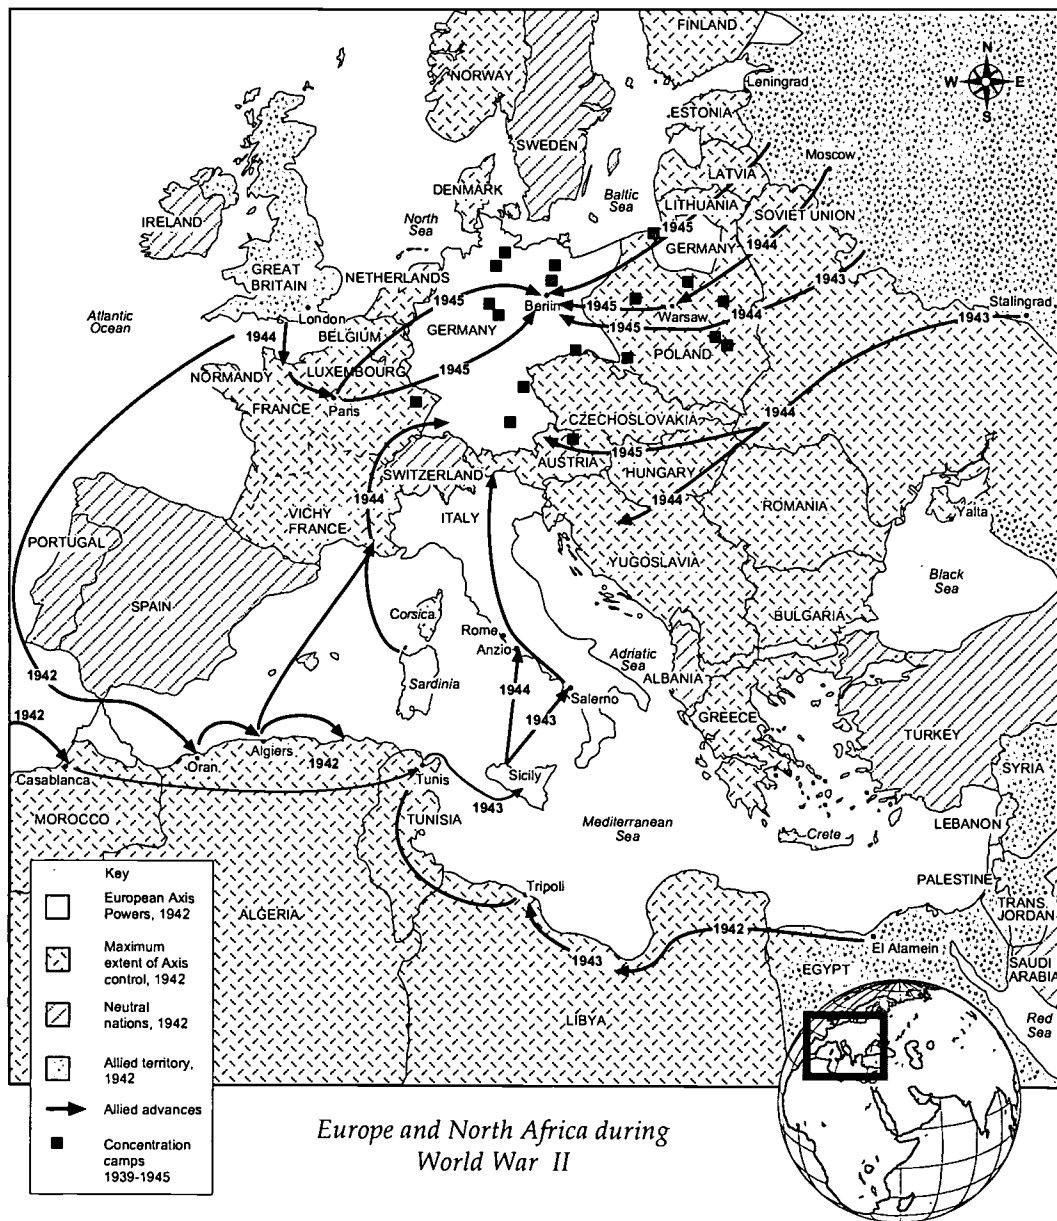 FINLAND
NORWAY
N
W
E
S
Leningrad
ESTONIA
SWEDEN
Moscow
LATVIA
DENMARK
Baltic
Sea
LITHUANIA
SOVIET UNION
IRELAND
North
Sea
1945
GERMANY
1944
GREAT
BRITAIN
NETHERLANDS
1943
1945
Berlin
1945
Warsaw
1944
Stalingrad
Atlantic
Ocean
London
1944
BELGIUM
GERMANY
1945
1943
POLAND
NORMANDY
LUXEMBOURG
1945
FRANCE
Paris
1944
CZECHOSLOVAKIA
1945
AUSTRIA
SWITZERLAND
HUNGARY
1944
1944
ROMANIA
Yalta
VICHY
FRANCE
ITALY
PORTUGAL
YUGOSLAVIA
Black
Sea
SPAIN
BULGARIA
Corsica
Rome
Anzio
Adriatic
Sea
1942
Sardinia
ALBANIA
1944
Salerno
1942
1943
GREECE
TURKEY
Oran
Algiers
1942
Casablanca
Tunis
Sicily
SYRIA
1943
MOROCCO
TUNISIA
Mediterranean
Sea
Crete
LEBANON
PALESTINE
Tripoli
TRANS.
JORDAN
ALGERIA
1942
El Alamein
1943
EGYPT
SAUDI
ARABIA
LIBYA
Red
Sea
Key
European Axis
Powers, 1942
Maximum
extent of Axis
control, 1942
Neutral
nations, 1942
Allied territory,
1942
Allied advances
Concentration
camps
1939-1945
Europe and North Africa during
World War II